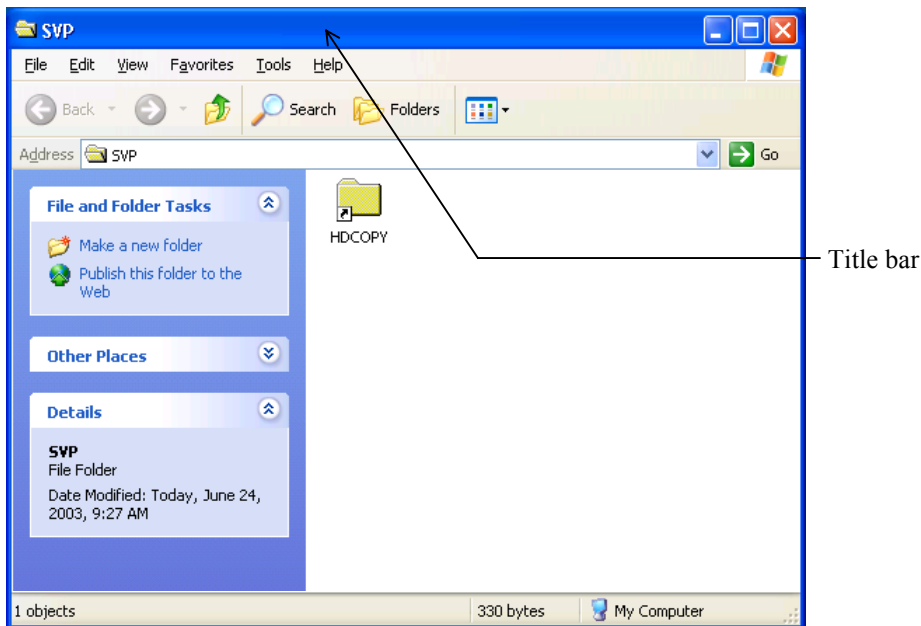 SVP
File Edit View Favorites Tools Help
Back Search Folders
Address SVP Go
File and Folder Tasks
Make a new folder
Publish this folder to the
Web
Other Places
Details
SVP
File Folder
Date Modified: Today, June 24,
2003, 9:27 AM
HDCOPY
Title bar
1 objects 330 bytes My Computer